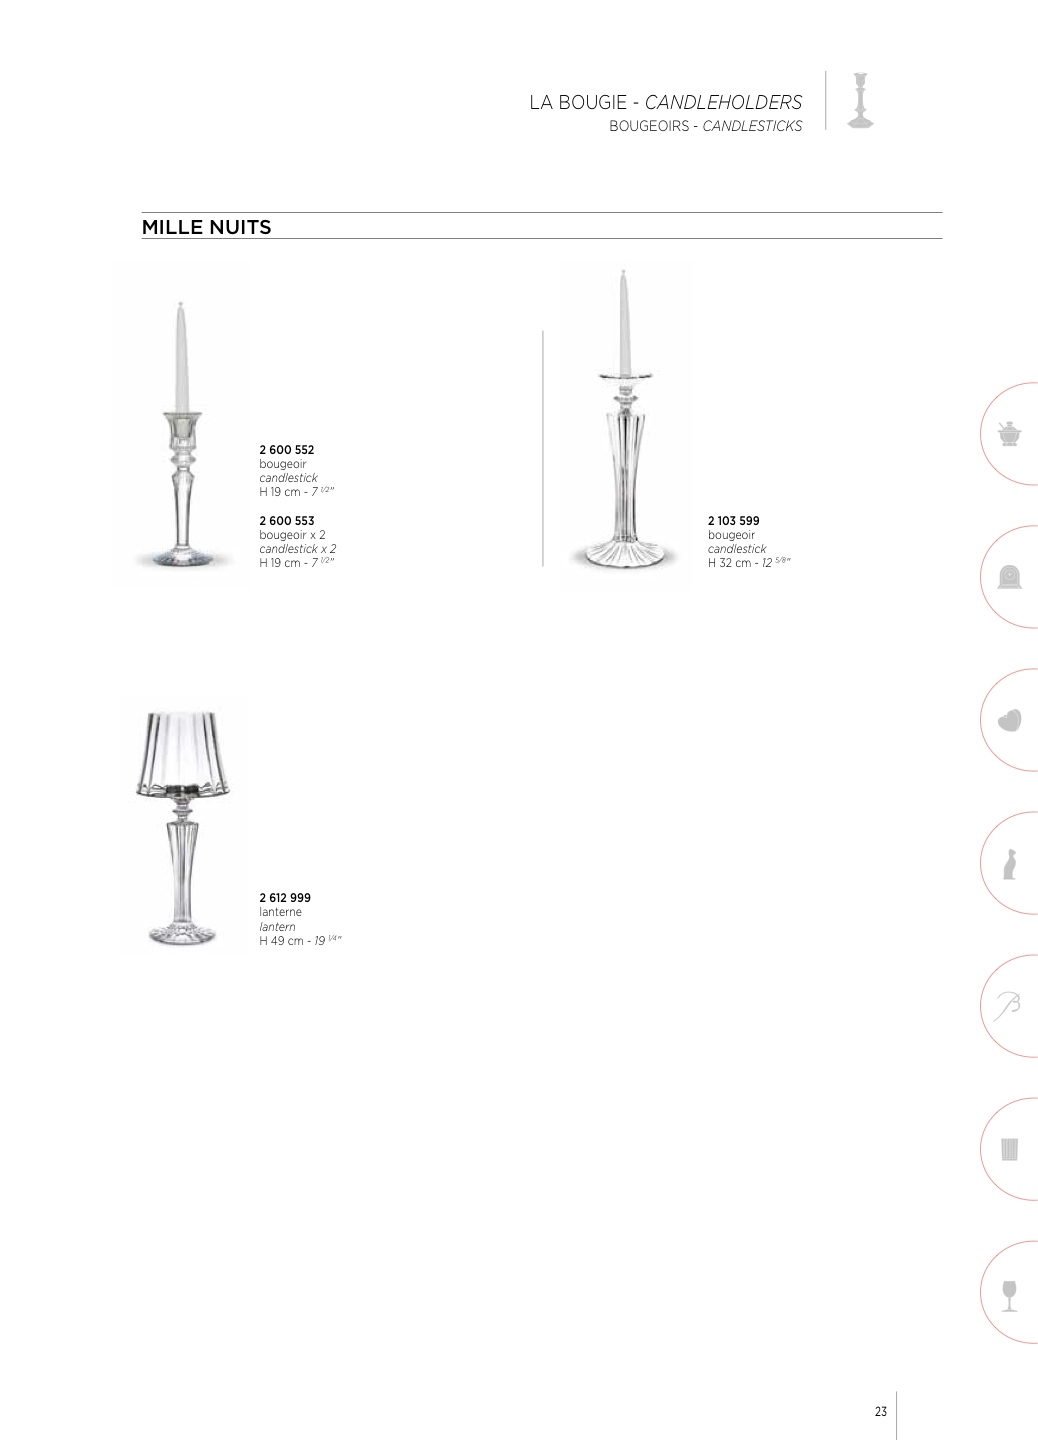 LA BOUGIE - CANDLEHOLDERS
BOUGEOIRS - CANDLESTICKS
MILLE NUITS
2 600 552
bougeoir
candlestick
H 19 cm - 7 1/2"
2 600 553
bougeoir x 2
candlestick x 2
H 19 cm - 7 1/2"
2 103 599
bougeoir
candlestick
H 32 cm - 12 5/8"
2 612 999
lanterne
lantern
H 49 cm - 19 1/4"
B
23